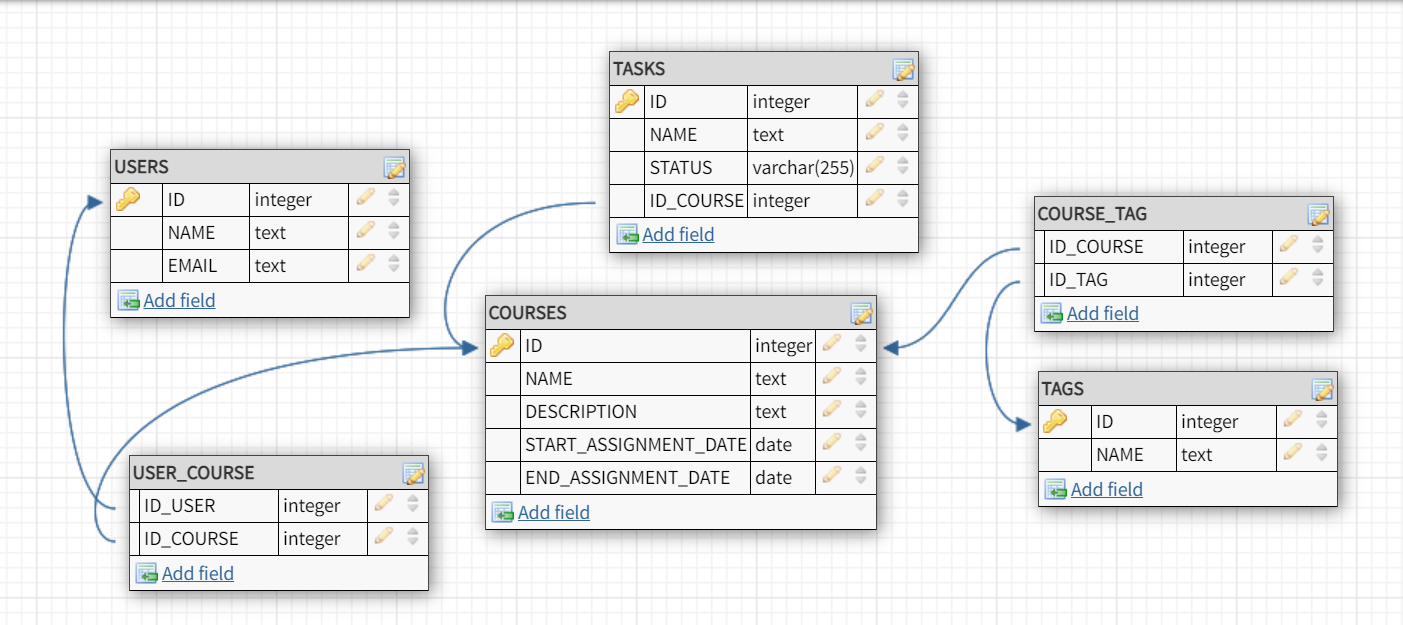 USERS
ID integer
NAME text
EMAIL text
Add field
TASKS
ID integer
NAME text
STATUS varchar(255)
ID_COURSE integer
Add field
COURSE_TAG
ID_COURSE integer
ID_TAG integer
Add field
COURSES
ID integer
NAME text
DESCRIPTION text
START_ASSIGNMENT_DATE date
END_ASSIGNMENT_DATE date
Add field
TAGS
ID integer
NAME text
Add field
USER_COURSE
ID_USER integer
ID_COURSE integer
Add field